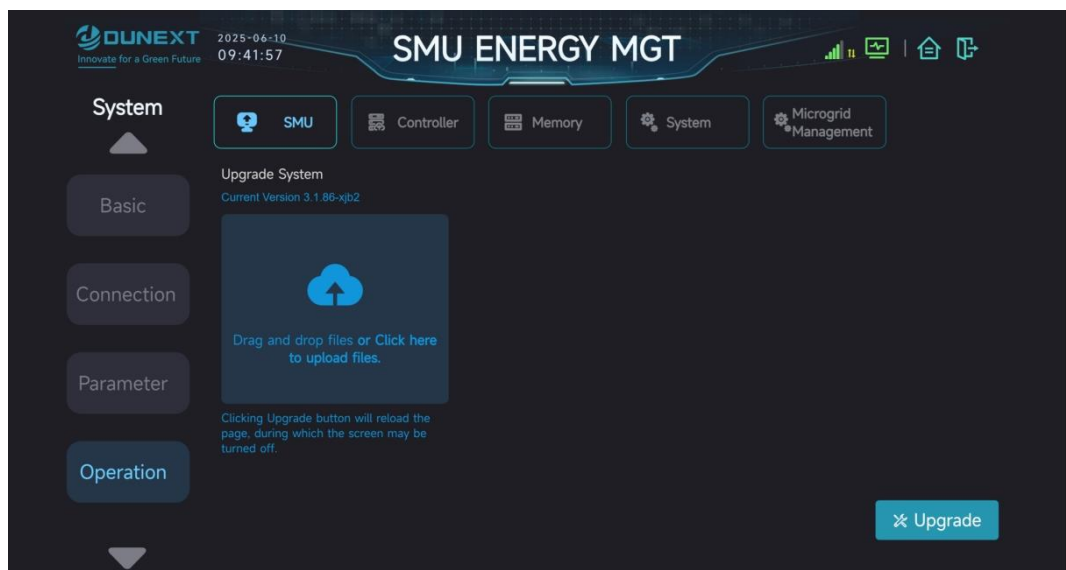 DUNEXT
Innovate for a Green Future
2025-06-10
09:41:57
SMU ENERGY MGT
System
SMU
Controller
Memory
System
Microgrid
Management
Upgrade System
Current Version 3.1.86-xjb2
Basic
Connection
Parameter
Operation
Drag and drop files or Click here
to upload files.
Clicking Upgrade button will reload the
page, during which the screen may be
turned off.
Upgrade